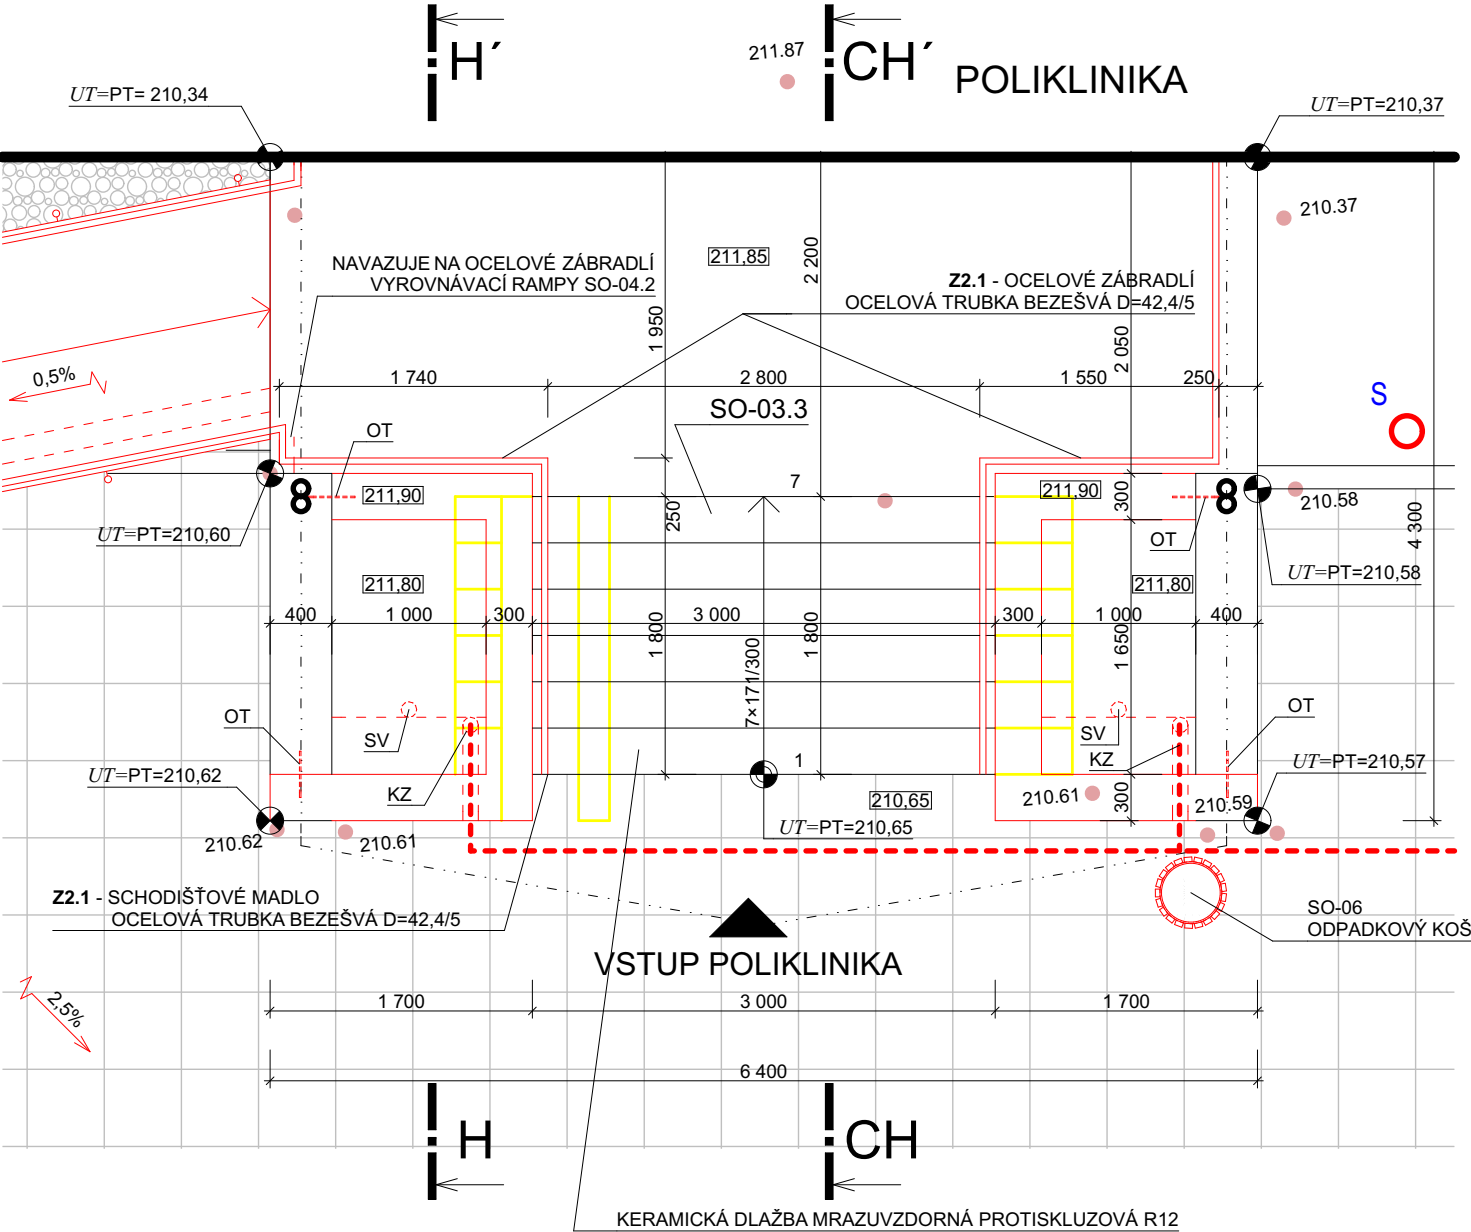 H´
CH´
211.87
POLIKLINIKA
UT=PT= 210,34
UT=PT=210,37
210.37
211,85
2 200
NAVAZUJE NA OCELOVÉ ZÁBRADLÍ
VYROVNÁVACÍ RAMPY SO-04.2
Z2.1 - OCELOVÉ ZÁBRADLÍ
OCELOVÁ TRUBKA BEZEŠVÁ D=42,4/5
1 950
2 050
0,5%
1 740
2 800
1 550
250
S
SO-03.3
OT
7
8
211,90
211,90
300
8
210.58
250
UT=PT=210,60
OT
4 300
UT=PT=210,58
211,80
211,80
400
1 000
300
3 000
300
1 000
400
1 800
1 800
1 650
7×171/300
OT
SV
SV
OT
KZ
1
UT=PT=210,62
UT=PT=210,57
KZ
210,65
210.61
300
210.59
UT=PT=210,65
210.62
210.61
Z2.1 - SCHODIŠŤOVÉ MADLO
OCELOVÁ TRUBKA BEZEŠVÁ D=42,4/5
SO-06
ODPADKOVÝ KOŠ
VSTUP POLIKLINIKA
2,5%
1 700
3 000
1 700
6 400
H
CH
KERAMICKÁ DLAŽBA MRAZUVZDORNÁ PROTISKLUZOVÁ R12